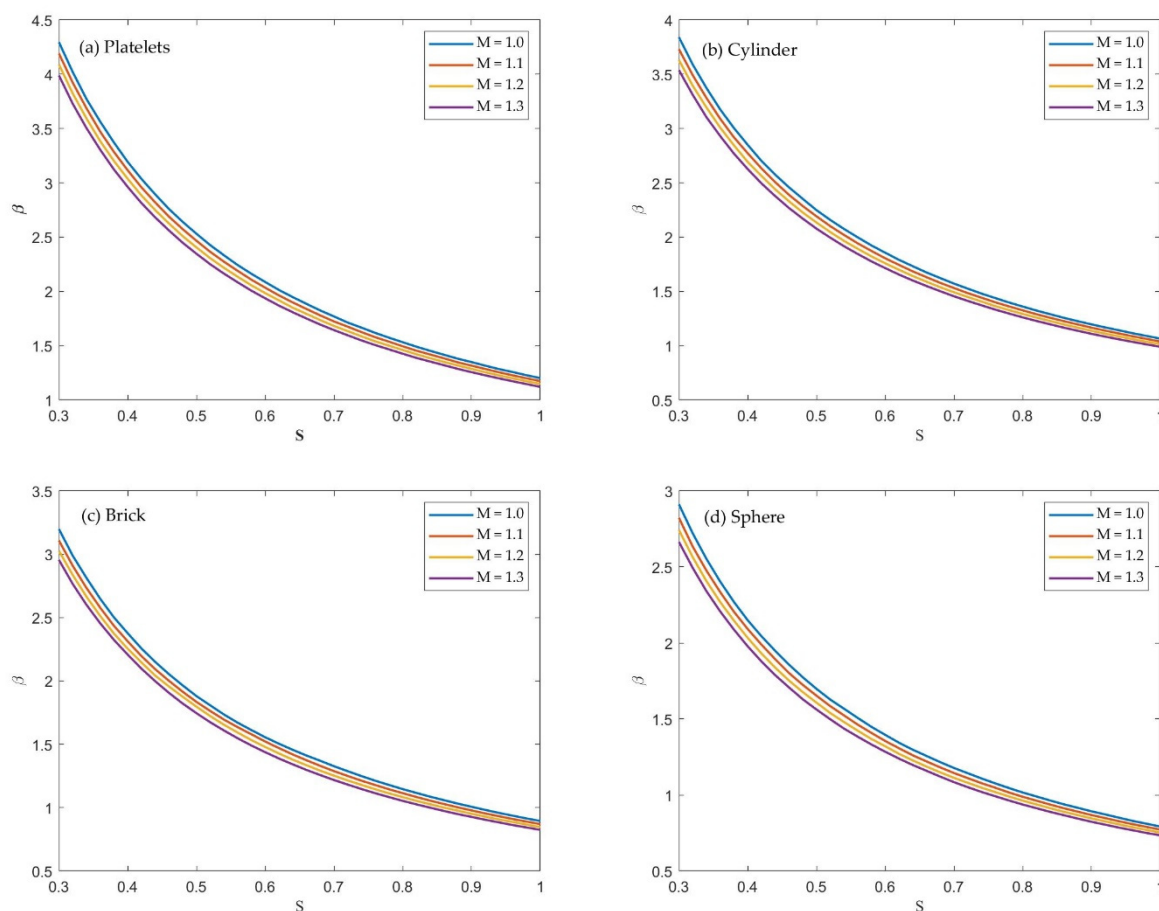 (a) Platelets
M = 1.0
M = 1.1
M = 1.2
M = 1.3
4.5
4
3.5
3
2.5
2
1.5
1
β
0.3 0.4 0.5 0.6 0.7 0.8 0.9 1
S
(b) Cylinder
M = 1.0
M = 1.1
M = 1.2
M = 1.3
4
3.5
3
2.5
2
1.5
1
0.5
β
0.3 0.4 0.5 0.6 0.7 0.8 0.9 1
S
(c) Brick
M = 1.0
M = 1.1
M = 1.2
M = 1.3
3.5
3
2.5
2
1.5
1
0.5
β
0.3 0.4 0.5 0.6 0.7 0.8 0.9 1
S
(d) Sphere
M = 1.0
M = 1.1
M = 1.2
M = 1.3
3
2.5
2
1.5
1
0.5
β
0.3 0.4 0.5 0.6 0.7 0.8 0.9 1
S